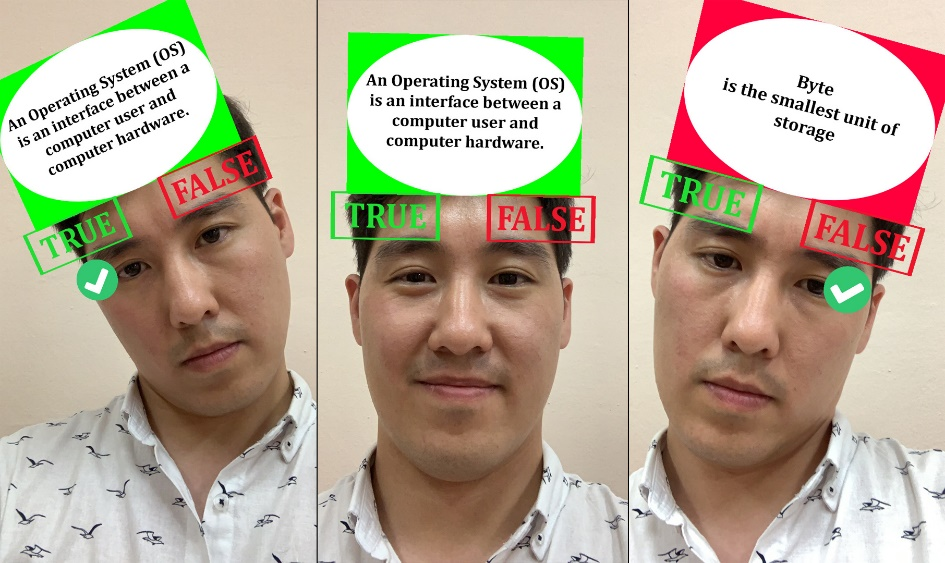 An Operating System (OS)
is an interface between a
computer user and
computer hardware.
TRUE
FALSE
An Operating System (OS)
is an interface between a
computer user and
computer hardware.
TRUE
FALSE
Byte
is the smallest unit of
storage
TRUE
FALSE